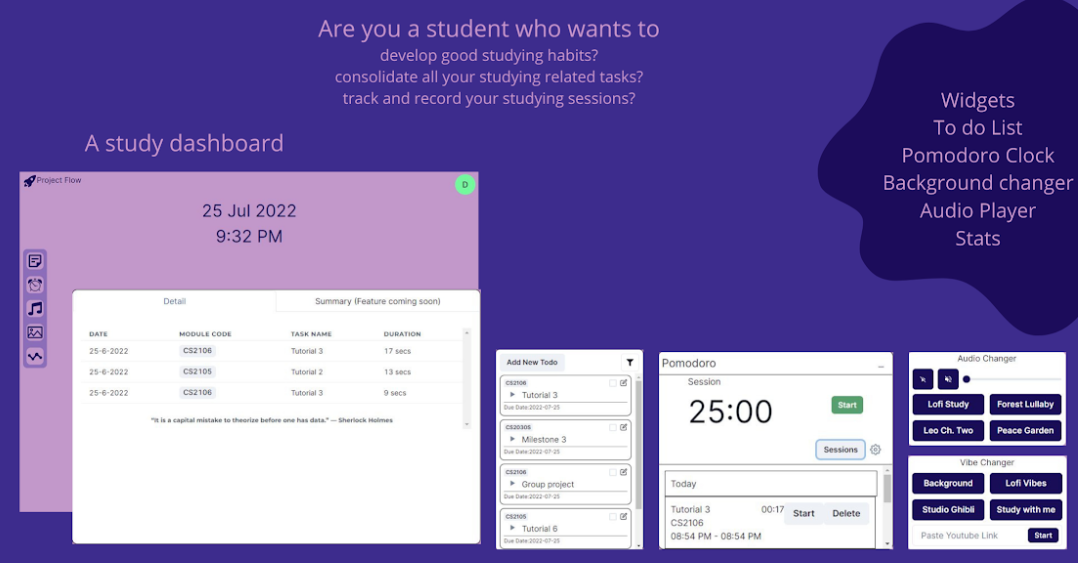 Are you a student who wants to
develop good studying habits?
consolidate all your studying related tasks?
track and record your studying sessions?
A study dashboard
Widgets
To do List
Pomodoro Clock
Background changer
Audio Player
Stats
Project Flow
D
25 Jul 2022
9:32 PM
Detail Summary (Feature coming soon)
DATE MODULE CODE TASK NAME DURATION
25-6-2022 CS2106 Tutorial 3 17 secs
25-6-2022 CS2105 Tutorial 2 13 secs
25-6-2022 CS2106 Tutorial 3 9 secs
"It is a capital mistake to theorize before one has data." — Sherlock Holmes
Add New Todo
CS2106
Tutorial 3
Due Date:2022-07-25
CS20305
Milestone 3
Due Date:2022-07-25
CS2106
Group project
Due Date:2022-07-25
CS2105
Tutorial 6
Due Date:2022-07-25
Pomodoro
Session
25:00 Start
Sessions
Today
Tutorial 3 00:17 Start Delete
CS2106
08:54 PM - 08:54 PM
Audio Changer
Lofi Study Forest Lullaby
Leo Ch. Two Peace Garden
Vibe Changer
Background Lofi Vibes
Studio Ghibli Study with me
Paste Youtube Link Start